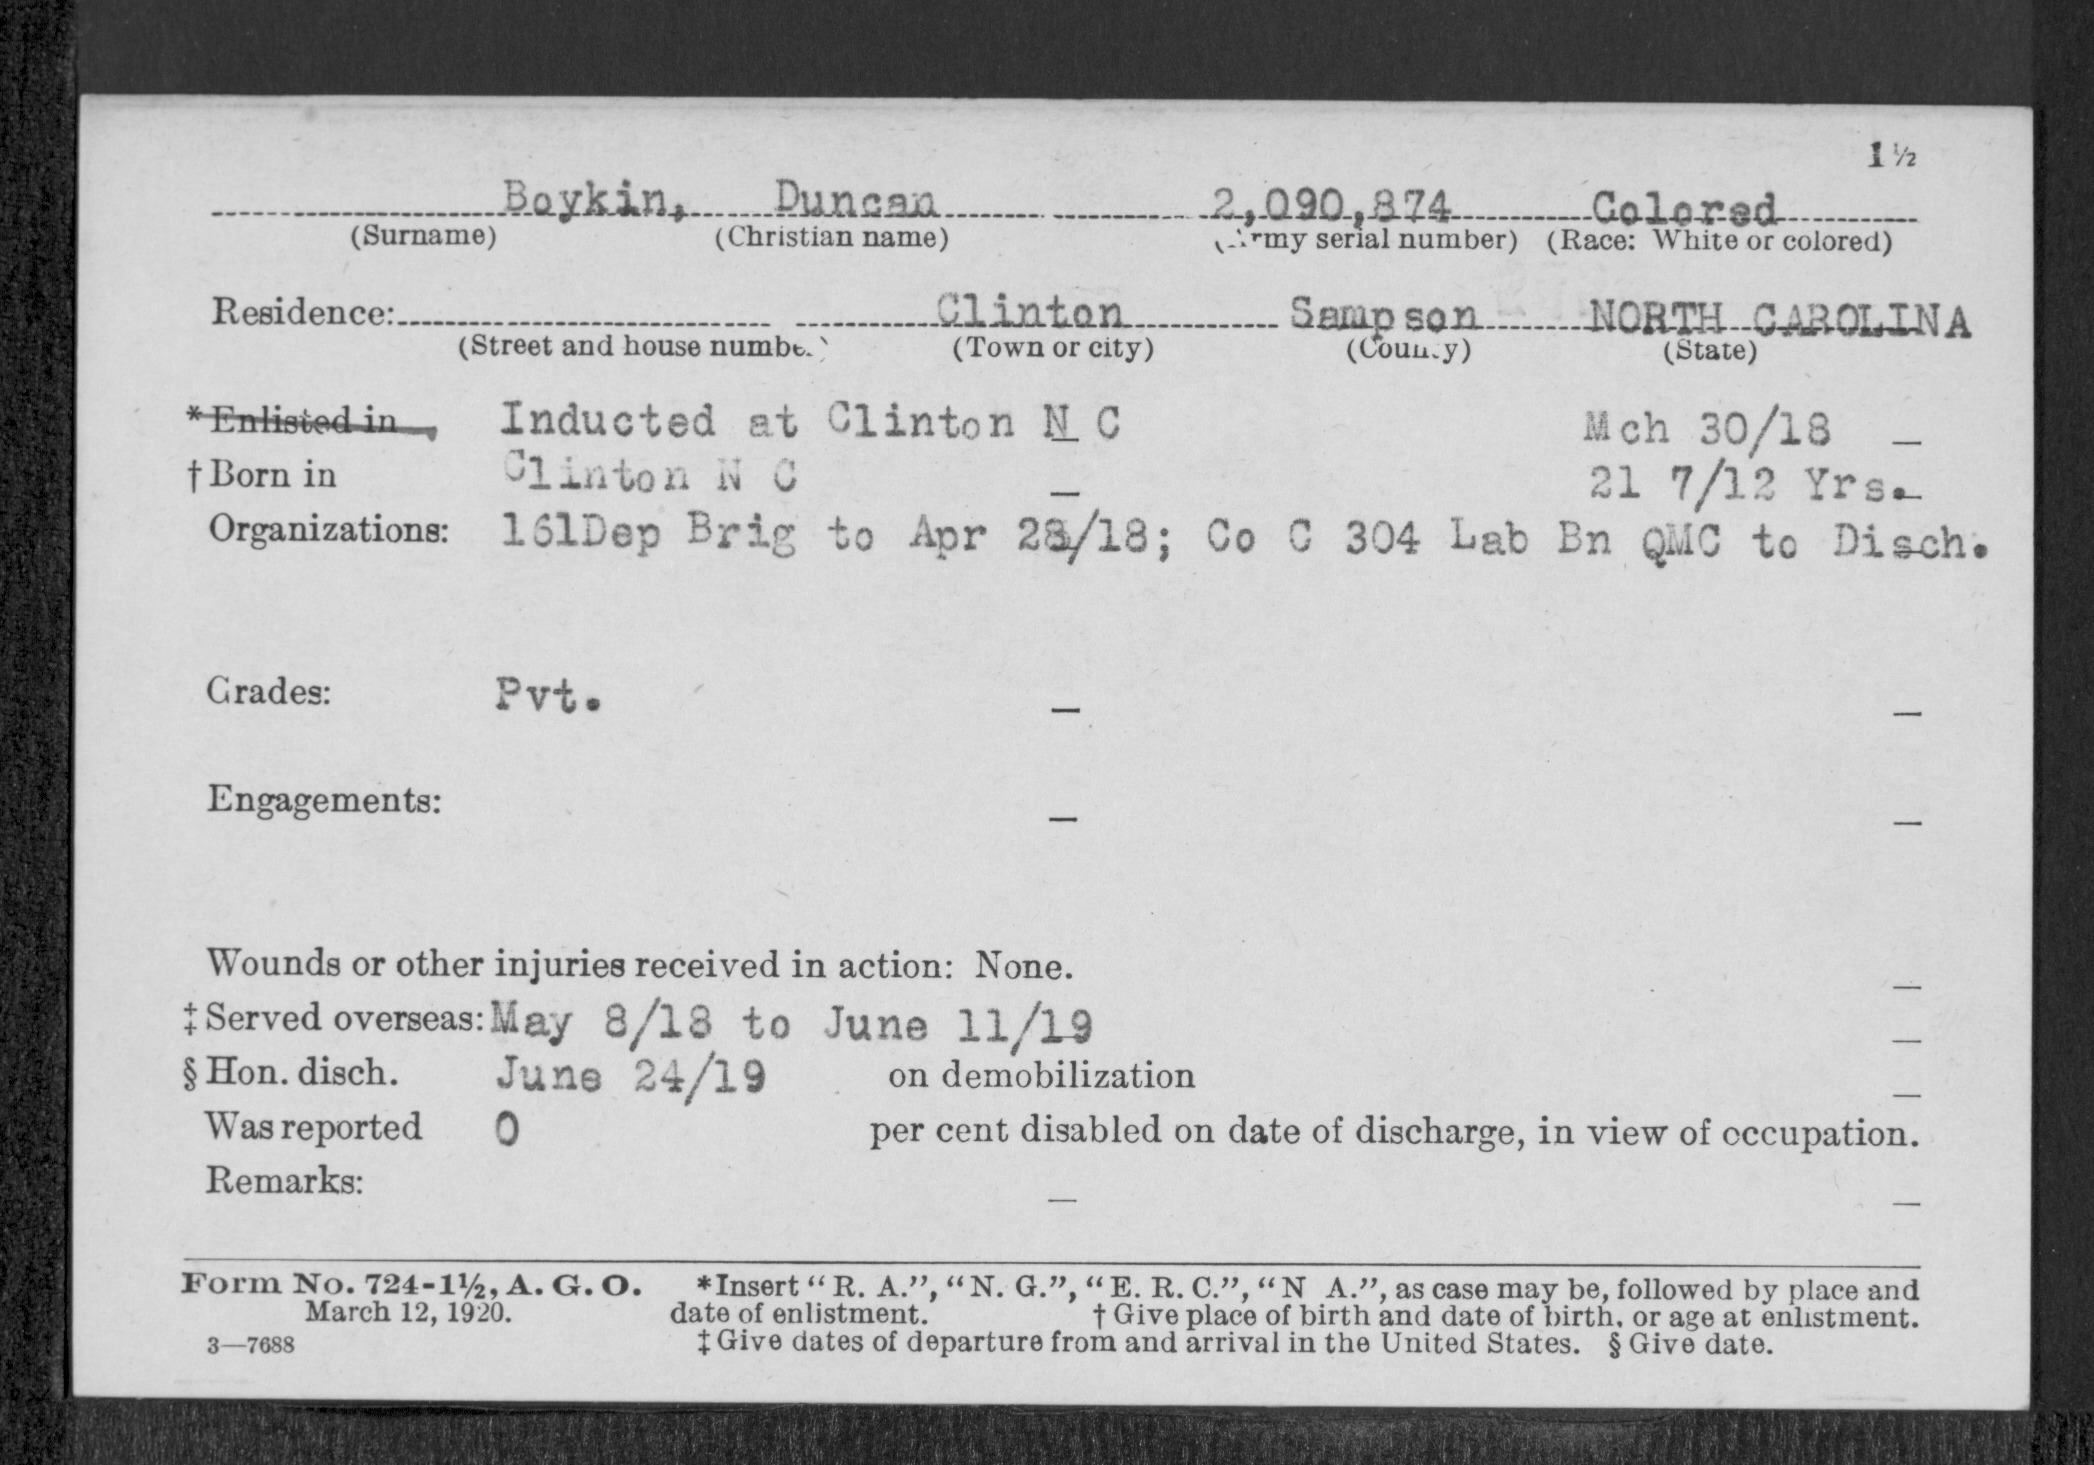 1 ½
Boykin, Duncan 2,090,874 Colored
(Surname) (Christian name) (Army serial number) (Race: White or colored)
Residence: Clinton Sampson NORTH CAROLINA
(Street and house number) (Town or city) (County) (State)
* Enlisted in Inducted at Clinton N C Mch 30/18
† Born in Clinton N C 21 7/12 Yrs.
Organizations: 161Dep Brig to Apr /18; Co C 304 Lab Bn QMC to Disch.
Grades: Pvt.
Engagements:
Wounds or other injuries received in action: None.
‡ Served overseas: May 8/18 to June 11/19
§ Hon. disch. June 24/19 on demobilization
Was reported 0 per cent disabled on date of discharge, in view of occupation.
Remarks:
Form No. 724-1½, A. G. O. *Insert “R. A.”, “N. G.”, “E. R. C.”, “N A.”, as case may be, followed by place and
March 12, 1920. date of enlistment. † Give place of birth and date of birth, or age at enlistment.
3—7688 ‡ Give dates of departure from and arrival in the United States. § Give date.